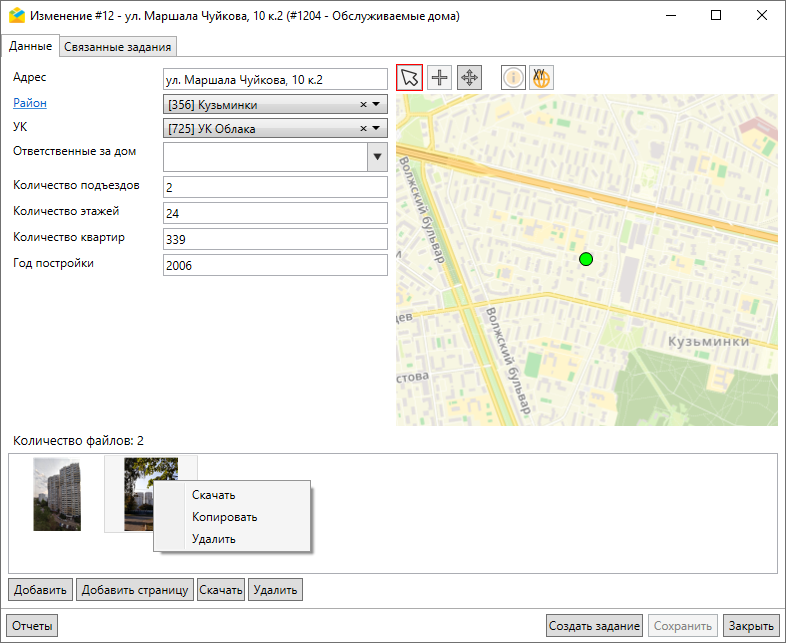 Изменение #12 - ул. Маршала Чуйкова, 10 к.2 (#1204 - Обслуживаемые дома)
Данные
Связанные задания
Адрес
ул. Маршала Чуйкова, 10 к.2
Район
[356] Кузьминки
УК
[725] УК Облака
Ответственные за дом
Количество подъездов
2
Количество этажей
24
Количество квартир
339
Год постройки
2006
XY
Волжский бульвар
Волжский бульвар
Кузьминки
цев
стова
Количество файлов: 2
Скачать
Копировать
Удалить
Добавить
Добавить страницу
Скачать
Удалить
Отчеты
Создать задание
Сохранить
Закрыть